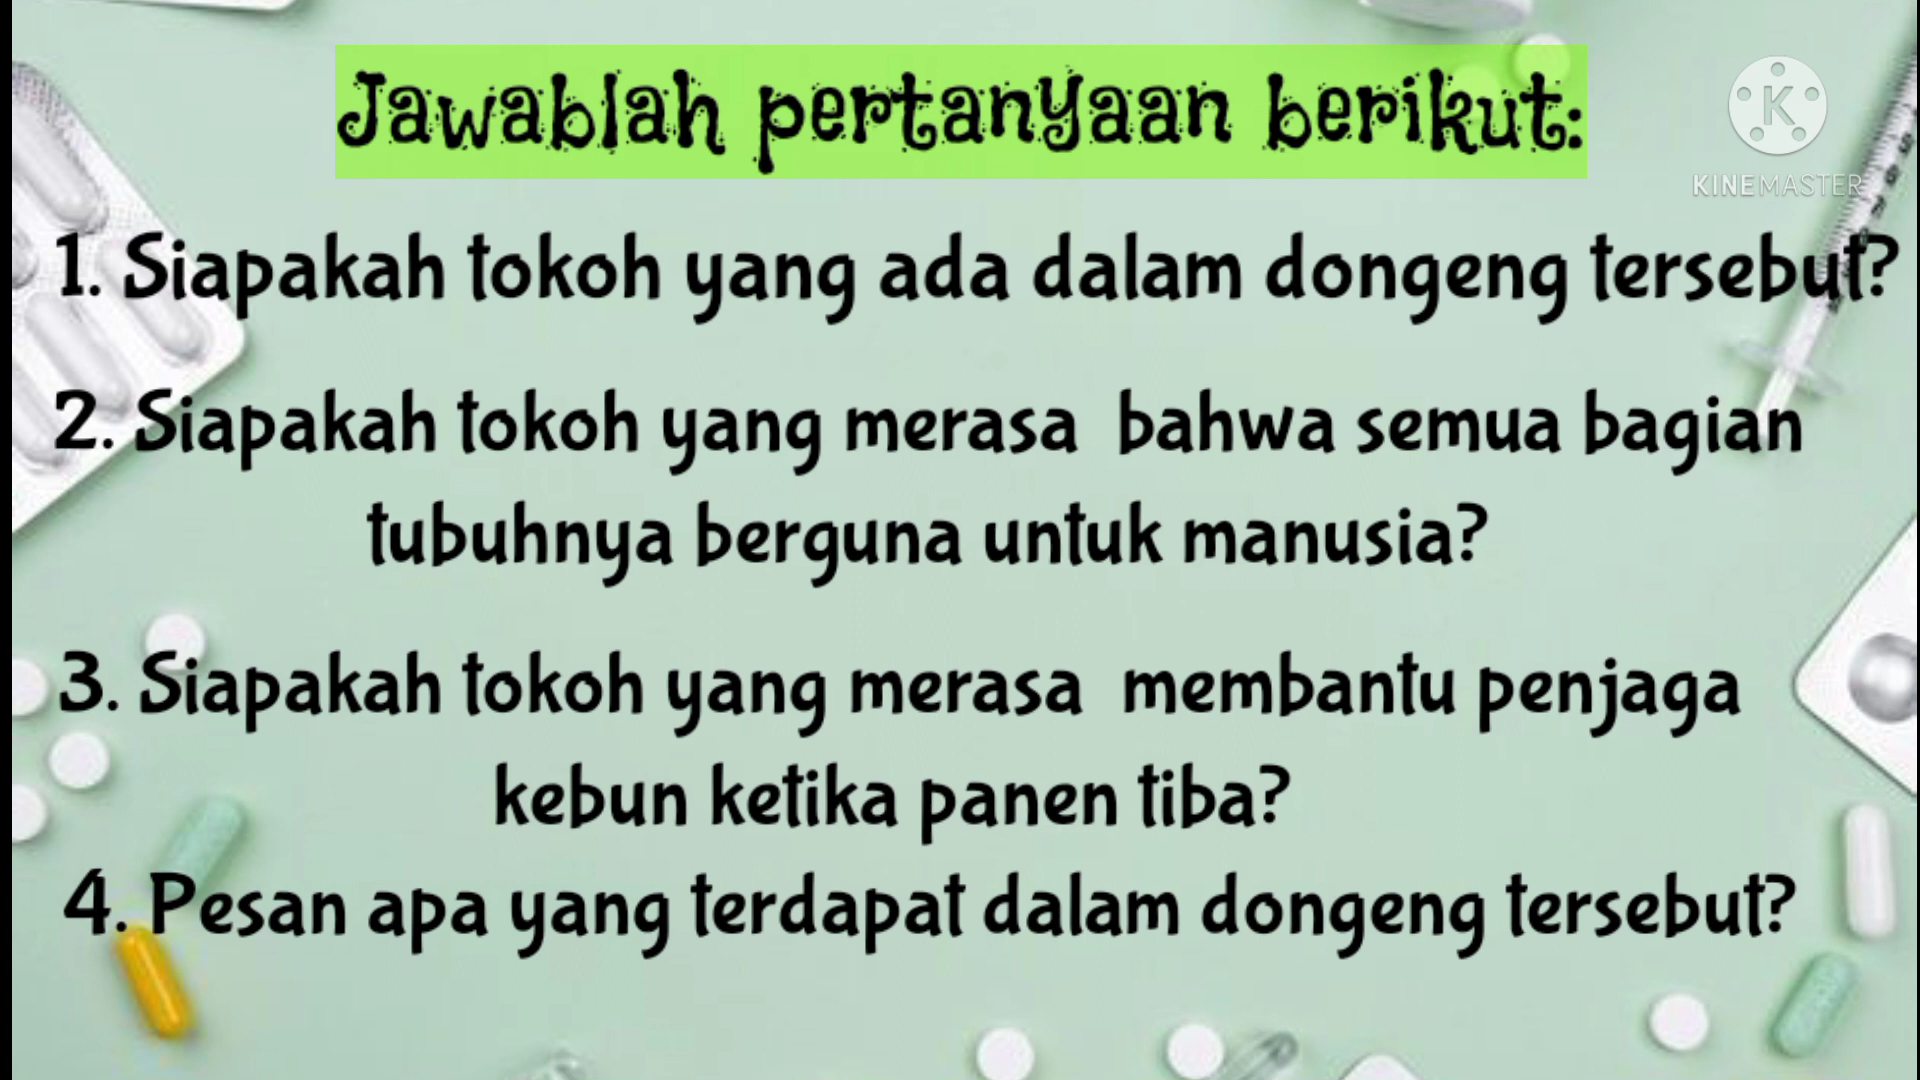 Jawablah pertanyaan berikut:
KINEMASTER
1. Siapakah tokoh yang ada dalam dongeng tersebut?
2. Siapakah tokoh yang merasa bahwa semua bagian
tubuhnya berguna untuk manusia?
3. Siapakah tokoh yang merasa membantu penjaga
kebun ketika panen tiba?
4. Pesan apa yang terdapat dalam dongeng tersebut?